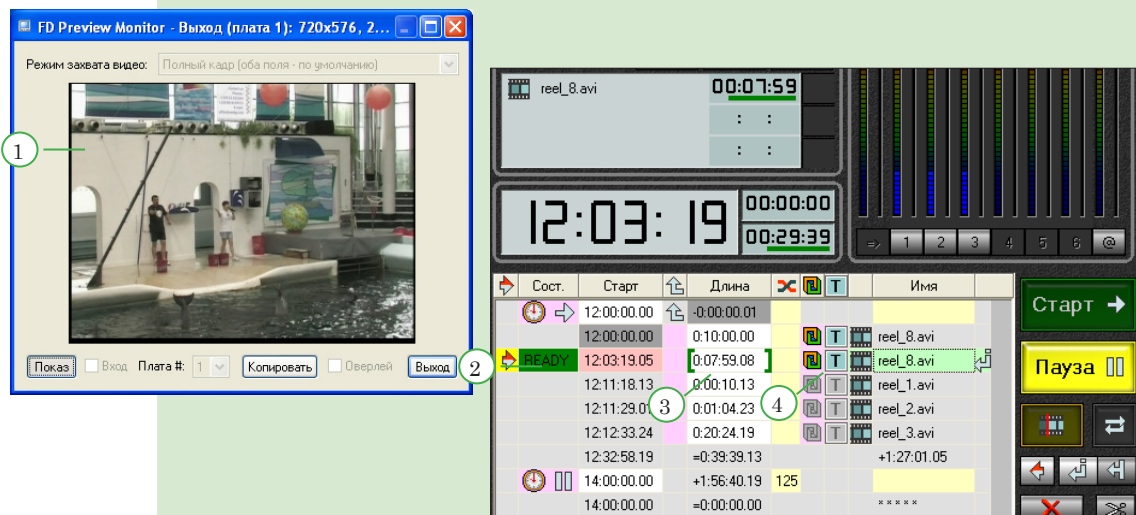 FD Preview Monitor - Выход (плата 1): 720x576, 2...
Режим захвата видео: Полный кадр (оба поля - по умолчанию)
1
Показ Вход Плата #: 1 Копировать Оверлей Выход
2
reel_8.avi 00:07:59
: :
: :
12:03:19 00:00:00
00:29:39
=> 1 2 3 4 5 6 @
Сост. Старт Длина T Имя
12:00:00.00 -0:00:00.01
12:00:00.00 0:10:00.00 T reel_8.avi
READY 12:03:19.05 0:07:59.08 T reel_8.avi
12:11:18.13 0:00:10.13 T reel_1.avi
3 4
12:11:29.01 0:01:04.23 T reel_2.avi
12:12:33.24 0:20:24.19 T reel_3.avi
12:32:58.19 =0:39:39.13 +1:27:01.05
14:00:00.00 +1:56:40.19 125
14:00:00.00 =0:00:00.00 * * * * *
Старт
Пауза